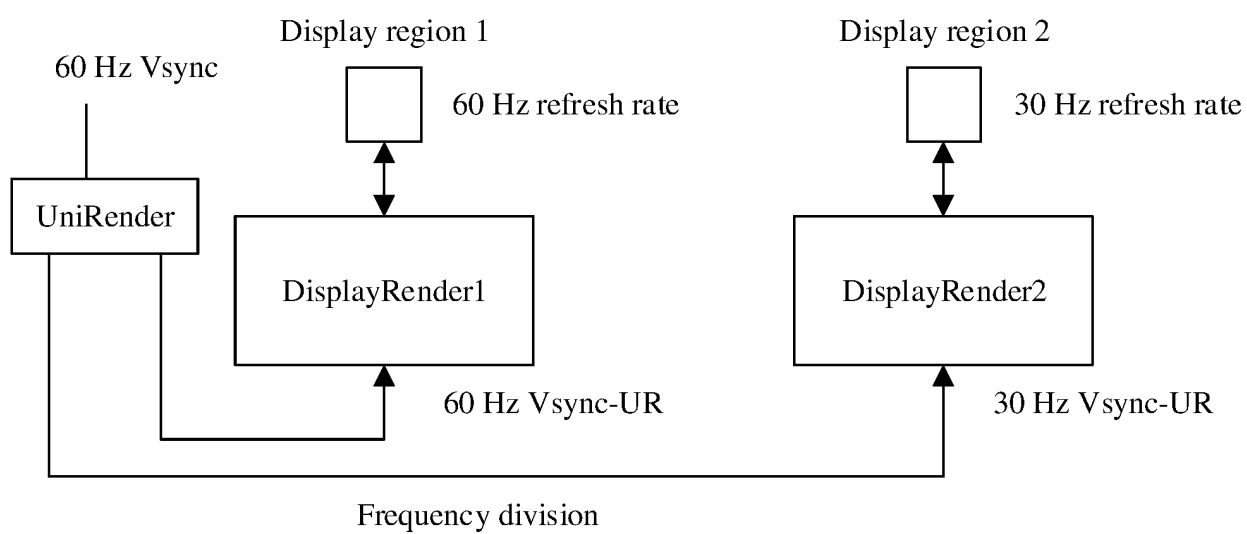 Display region 1
Display region 2
60 Hz Vsync
60 Hz refresh rate
30 Hz refresh rate
UniRender
DisplayRender1
DisplayRender2
60 Hz Vsync-UR
30 Hz Vsync-UR
Frequency division